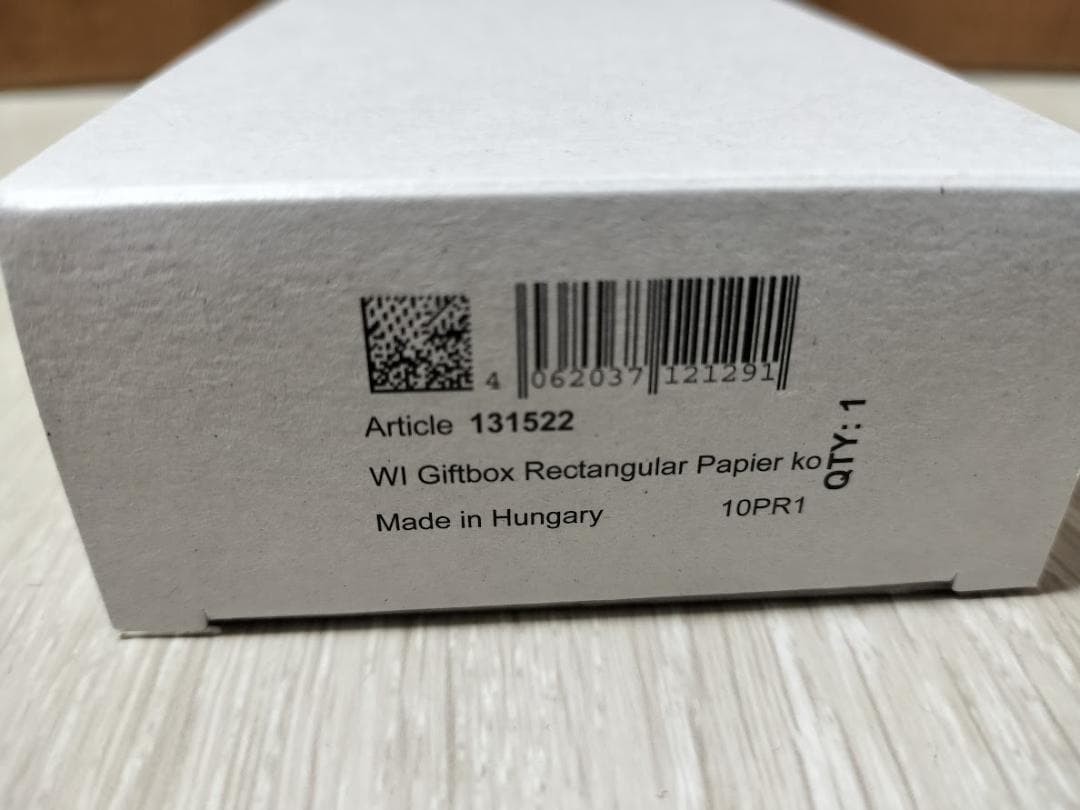 4 062037 121291
Article 131522
WI Giftbox Rectangular Papier ko
Made in Hungary 10PR1
QTY: 1